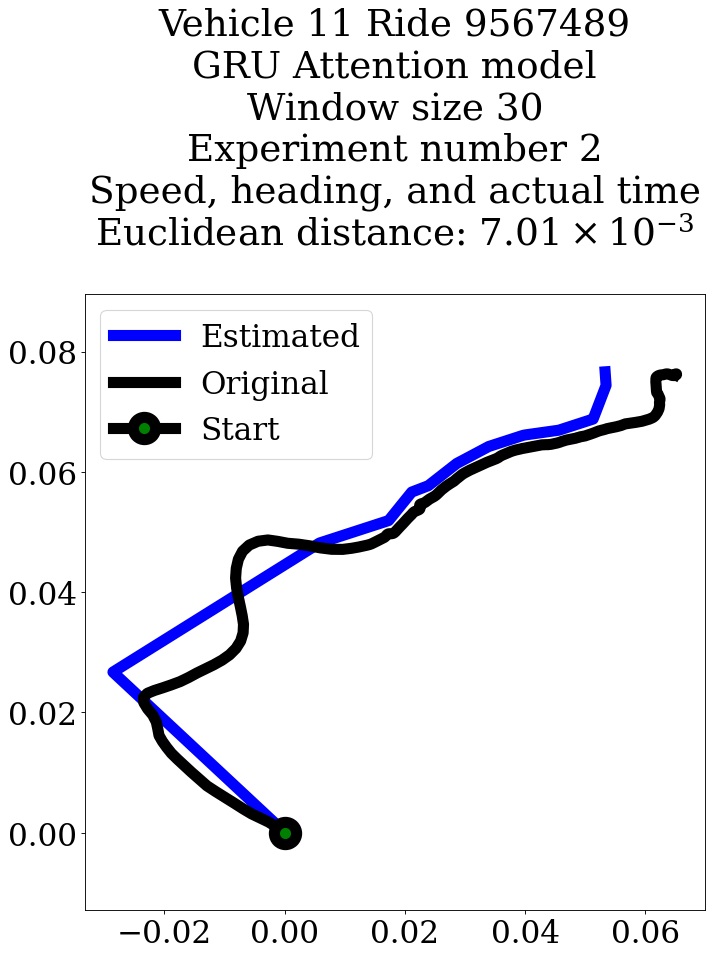 Vehicle 11 Ride 9567489
GRU Attention model
Window size 30
Experiment number 2
Speed, heading, and actual time
Euclidean distance: 7.01 × 10⁻³
Estimated
Original
Start
0.08
0.06
0.04
0.02
0.00
−0.02 0.00 0.02 0.04 0.06